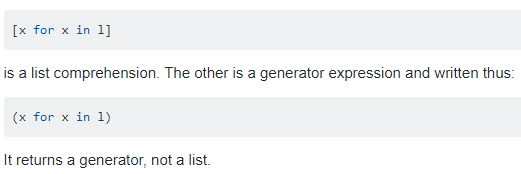 [x for x in l]
is a list comprehension. The other is a generator expression and written thus:
(x for x in l)
It returns a generator, not a list.